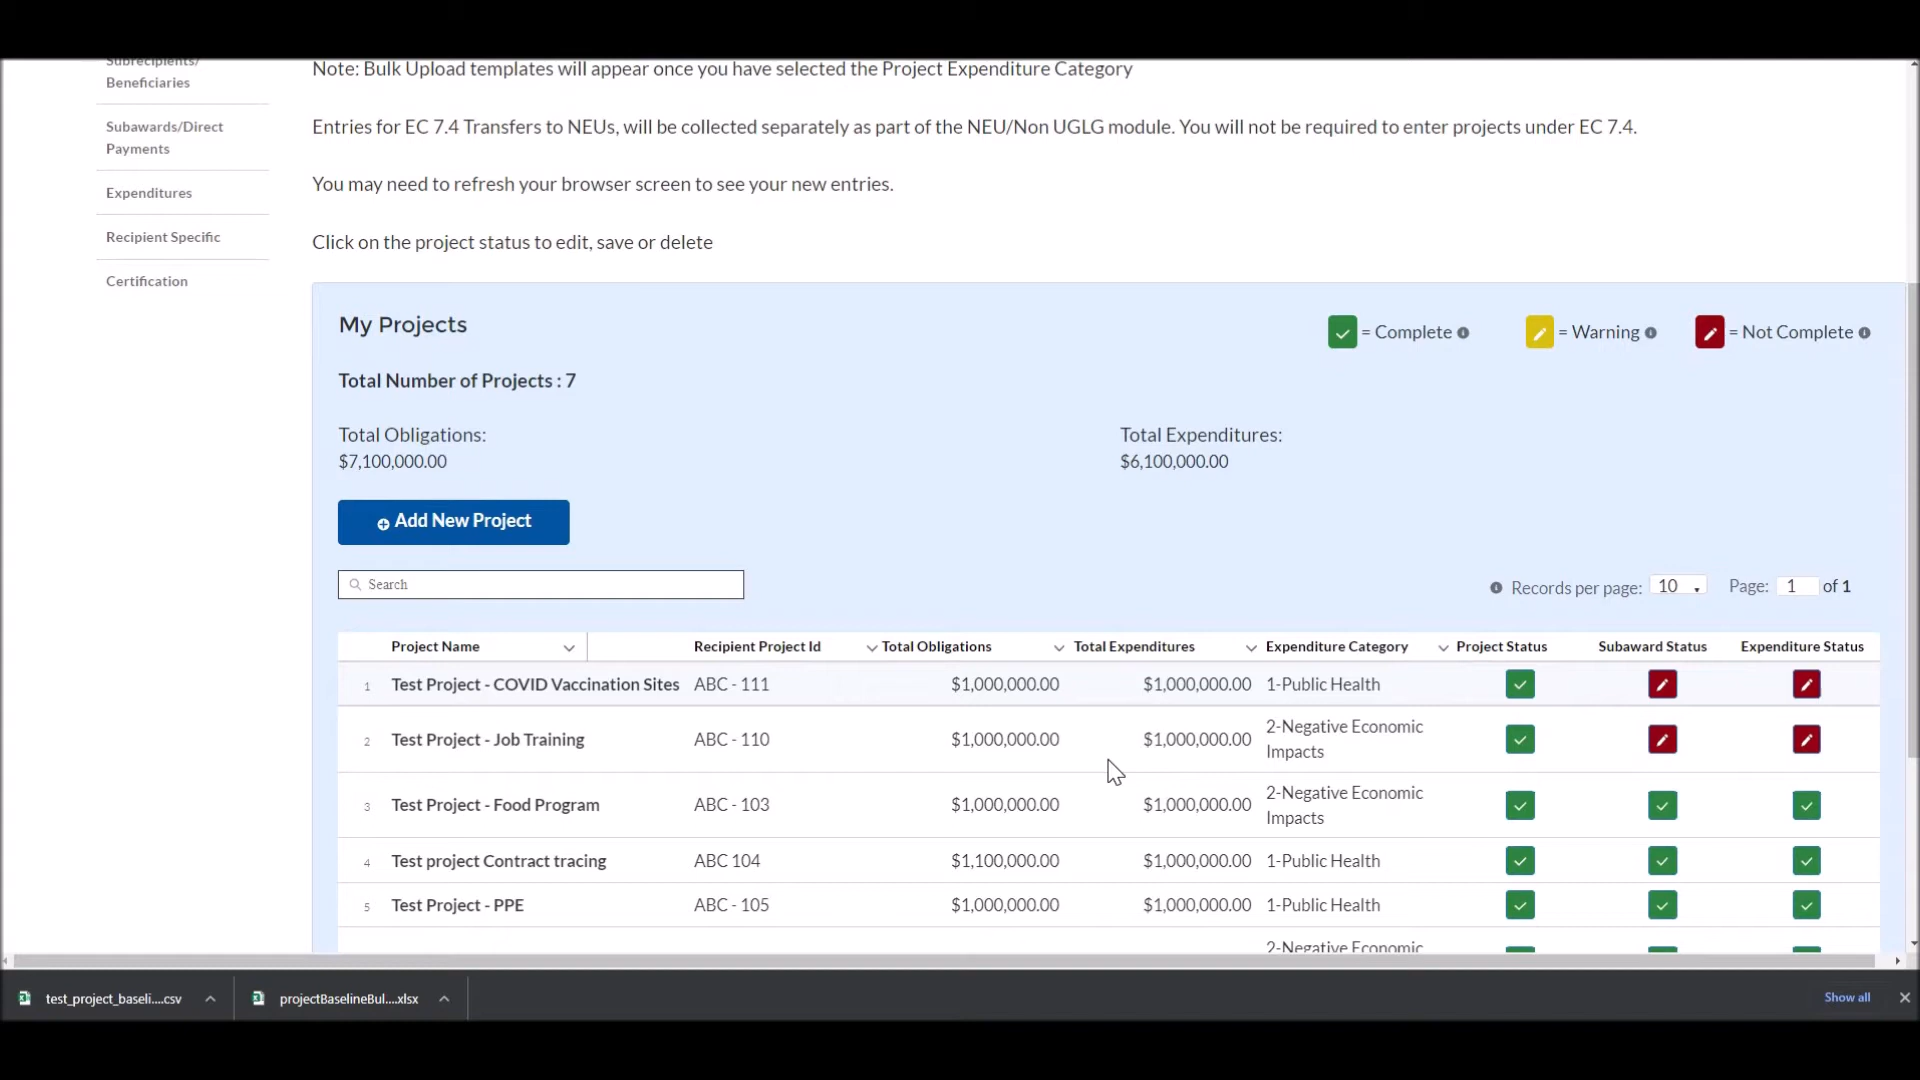 Subrecipients/
Beneficiaries
Subawards/Direct
Payments
Expenditures
Recipient Specific
Certification
Note: Bulk Upload templates will appear once you have selected the Project Expenditure Category
Entries for EC 7.4 Transfers to NEUs, will be collected separately as part of the NEU/Non UGLG module. You will not be required to enter projects under EC 7.4.
You may need to refresh your browser screen to see your new entries.
Click on the project status to edit, save or delete
My Projects
= Complete = Warning = Not Complete
Total Number of Projects : 7
Total Obligations: Total Expenditures:
$7,100,000.00 $6,100,000.00
Add New Project
Search
Records per page: 10 Page: 1 of 1
Project Name Recipient Project Id Total Obligations Total Expenditures Expenditure Category Project Status Subaward Status Expenditure Status
1 Test Project - COVID Vaccination Sites ABC - 111 $1,000,000.00 $1,000,000.00 1-Public Health
2 Test Project - Job Training ABC - 110 $1,000,000.00 $1,000,000.00 2-Negative Economic
Impacts
3 Test Project - Food Program ABC - 103 $1,000,000.00 $1,000,000.00 2-Negative Economic
Impacts
4 Test project Contract tracing ABC 104 $1,100,000.00 $1,000,000.00 1-Public Health
5 Test Project - PPE ABC - 105 $1,000,000.00 $1,000,000.00 1-Public Health
2-Negative Economic
test_project_baseli....csv projectBaselineBul....xlsx Show all